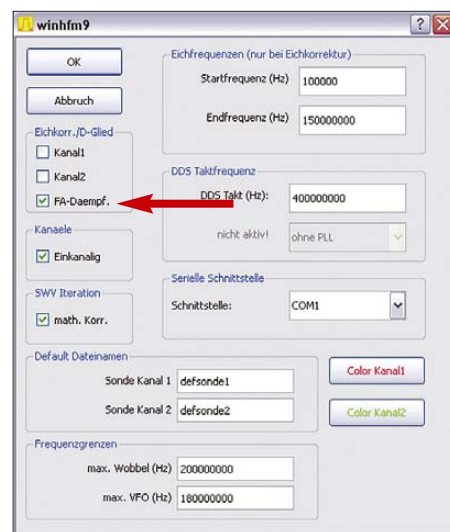 winhfm9
OK
Abbruch
Eichkorr./D-Glied
Kanal1
Kanal2
FA-Daempf.
Kanaele
Einkanalig
SWV Iteration
math. Korr.
Eichfrequenzen (nur bei Eichkorrektur)
Startfrequenz (Hz) 100000
Endfrequenz (Hz) 150000000
DDS Taktfrequenz
DDS Takt (Hz): 400000000
nicht aktiv! ohne PLL
Serielle Schnittstelle
Schnittstelle: COM1
Default Dateinamen
Sonde Kanal 1 defsonde1
Sonde Kanal 2 defsonde2
Color Kanal1
Color Kanal2
Frequenzgrenzen
max. Wobbel (Hz) 200000000
max. VFO (Hz) 180000000